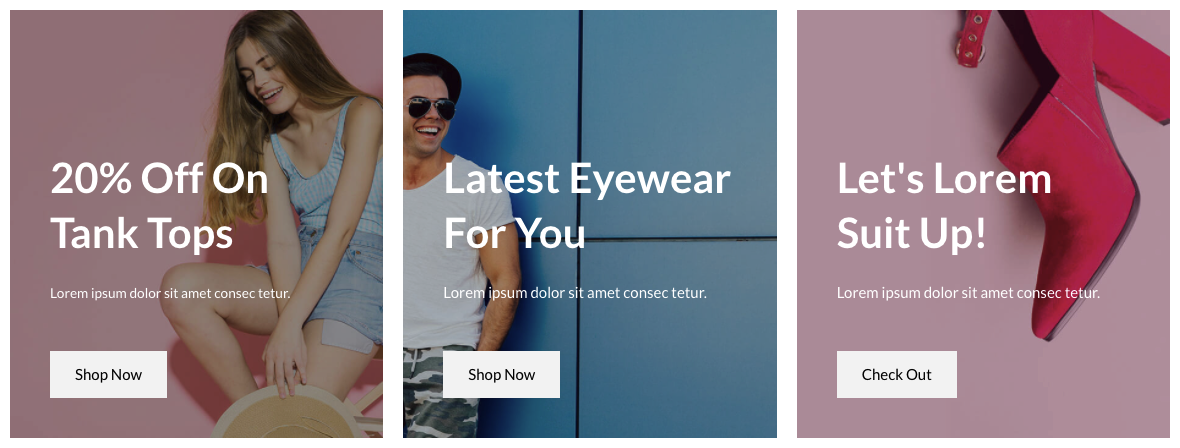 20% Off On
Tank Tops
Lorem ipsum dolor sit amet consec tetur.
Shop Now
Latest Eyewear
For You
Lorem ipsum dolor sit amet consec tetur.
Shop Now
Let's Lorem
Suit Up!
Lorem ipsum dolor sit amet consec tetur.
Check Out